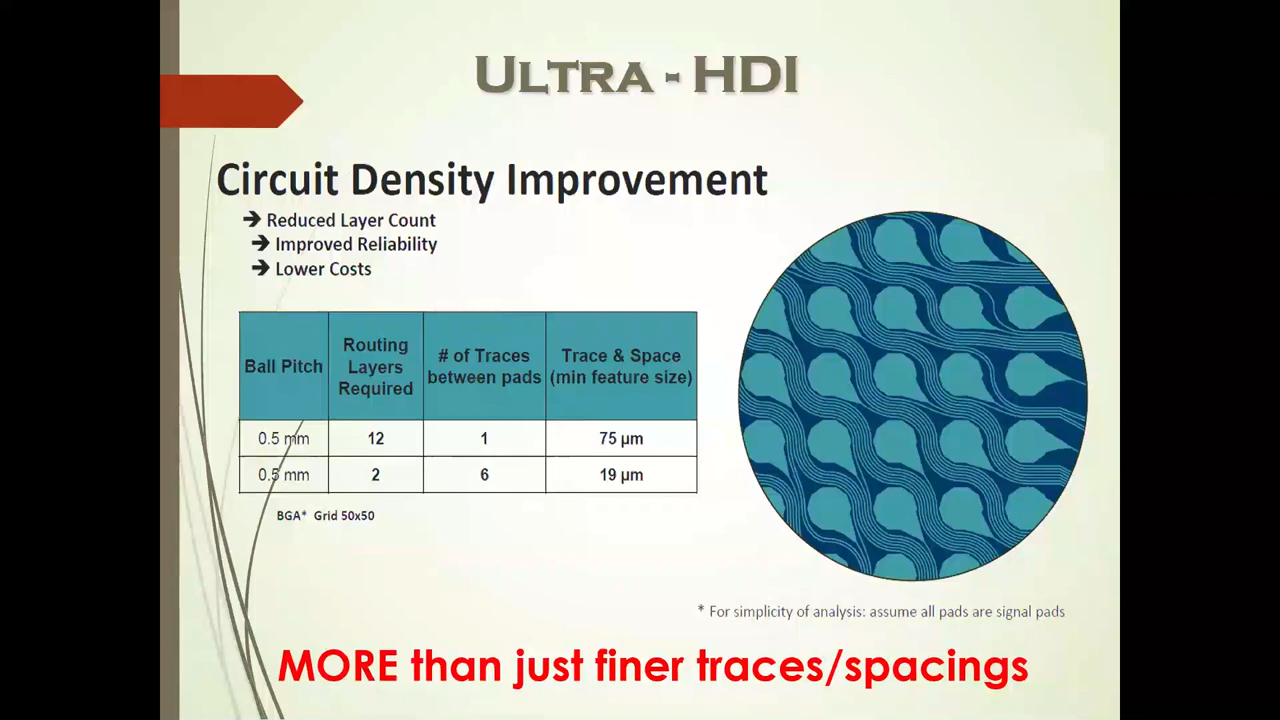 ULTRA - HDI
Circuit Density Improvement
➔ Reduced Layer Count
➔ Improved Reliability
➔ Lower Costs
Ball Pitch | Routing Layers Required | # of Traces between pads | Trace & Space (min feature size)
0.5 mm | 12 | 1 | 75 µm
0.5 mm | 2 | 6 | 19 µm
BGA* Grid 50x50
* For simplicity of analysis: assume all pads are signal pads
MORE than just finer traces/spacings